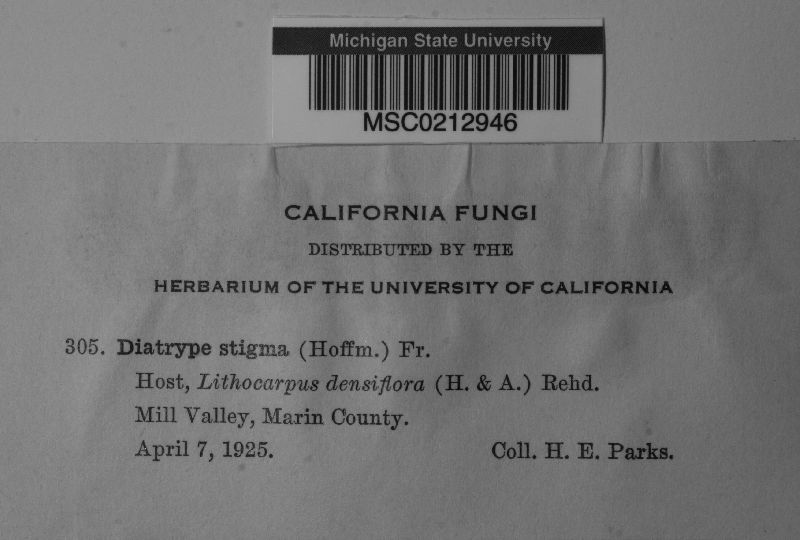 Michigan State University
MSC0212946
CALIFORNIA FUNGI
DISTRIBUTED BY THE
HERBARIUM OF THE UNIVERSITY OF CALIFORNIA
305. Diatrype stigma (Hoffm.) Fr.
Host, Lithocarpus densiflora (H. & A.) Rehd.
Mill Valley, Marin County.
April 7, 1925. Coll. H. E. Parks.